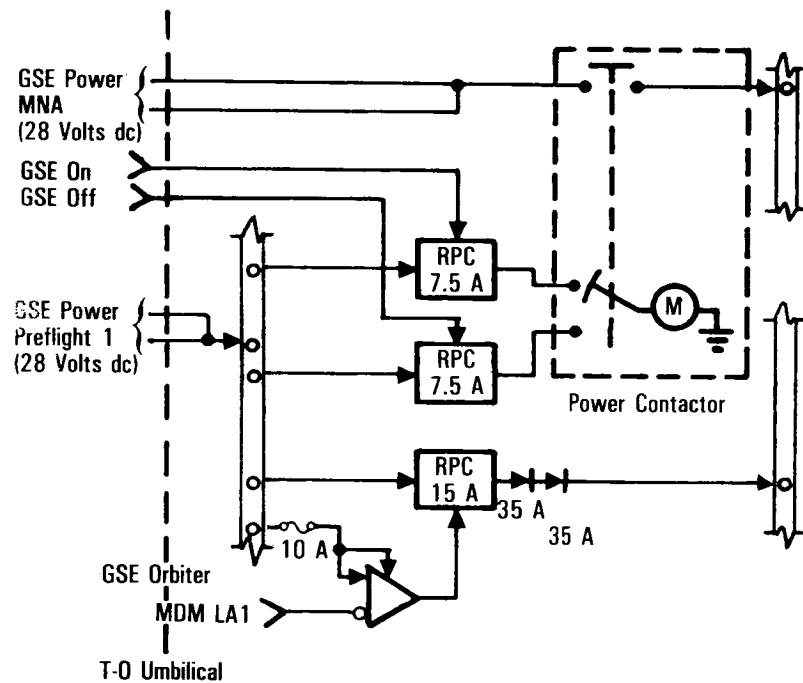 GSE Power
MNA
(28 Volts dc)
GSE On
GSE Off
RPC
7.5 A
M
GSE Power
Preflight 1
(28 Volts dc)
RPC
7.5 A
Power Contactor
RPC
15 A
35 A
35 A
10 A
GSE Orbiter
MDM LA1
T-O Umbilical